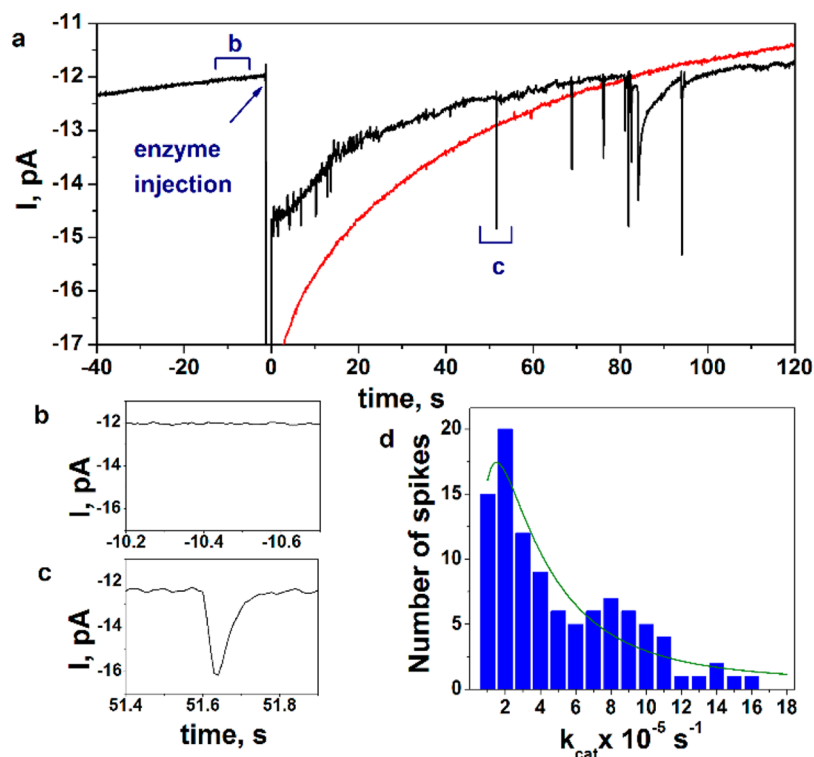 a
-11
-12
-13
-14
-15
-16
-17
I, pA
b
enzyme
injection
c
-40
-20
0
20
40
60
80
100
120
time, s
b
-12
-14
-16
I, pA
-10.2
-10.4
-10.6
c
-12
-14
-16
I, pA
51.4
51.6
51.8
time, s
d
20
15
10
5
0
Number of spikes
2 4 6 8 10 12 14 16 18
k_cat x 10^-5 s^-1